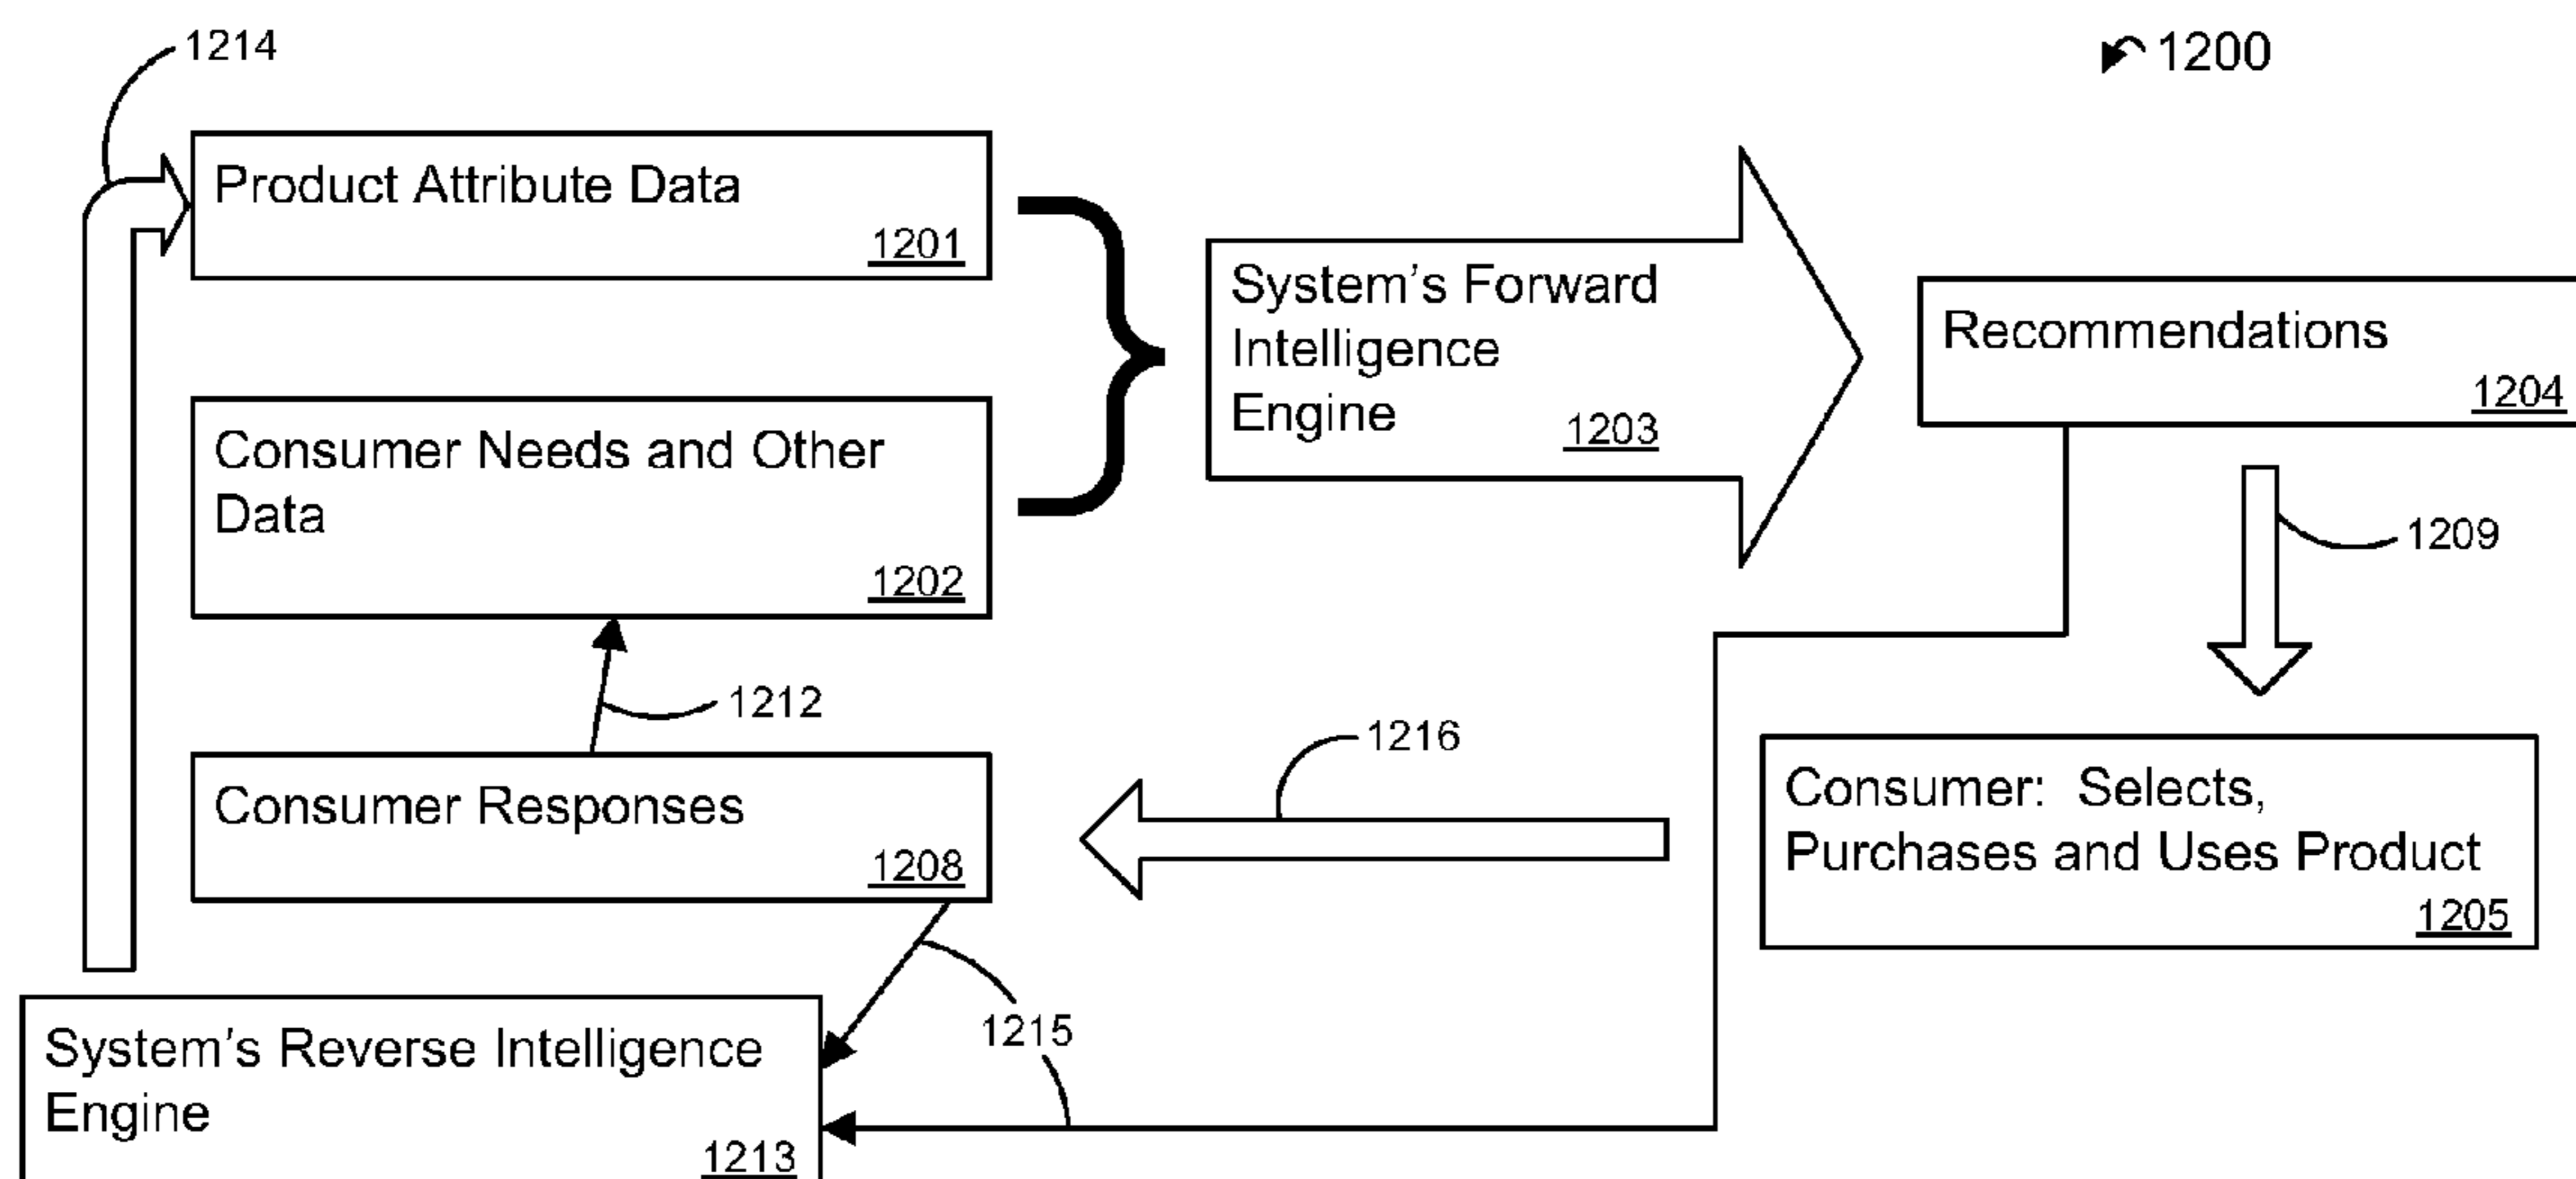 1214
1200
Product Attribute Data
1201
System's Forward
Intelligence
Engine
1203
Recommendations
1204
Consumer Needs and Other
Data
1202
1209
1212
1216
Consumer Responses
1208
Consumer: Selects,
Purchases and Uses Product
1205
1215
System's Reverse Intelligence
Engine
1213